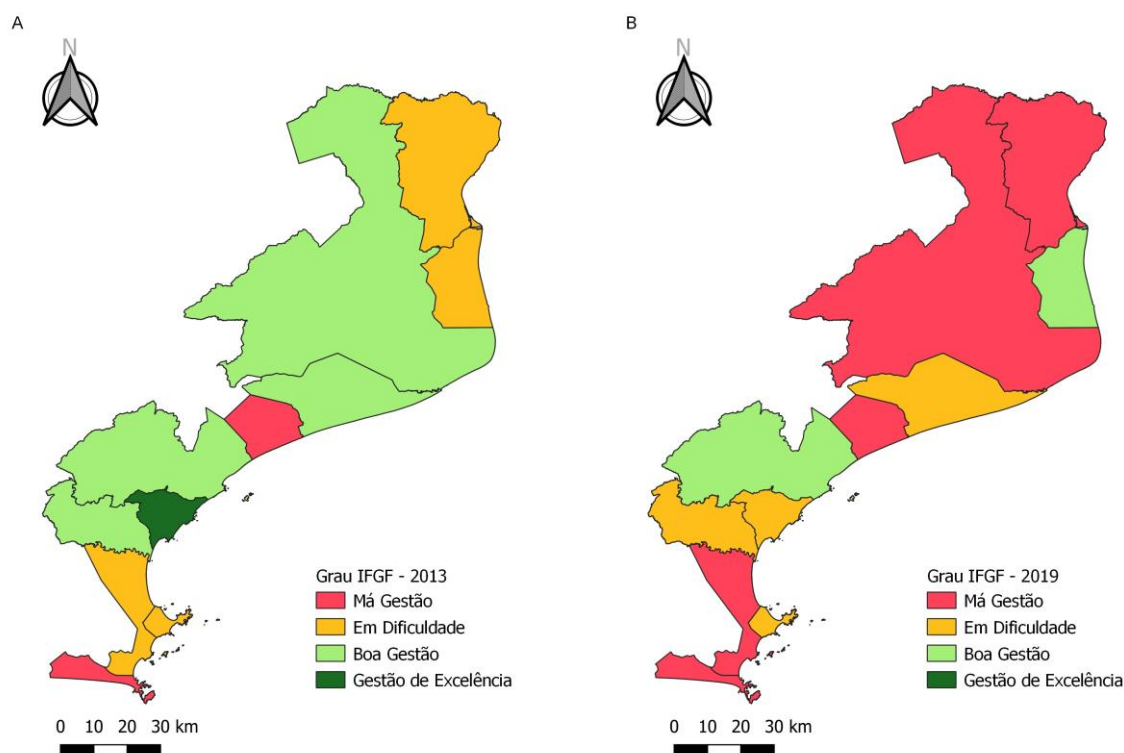 A
N
Grau IFGF - 2013
Má Gestão
Em Dificuldade
Boa Gestão
Gestão de Excelência
0 10 20 30 km
B
N
Grau IFGF - 2019
Má Gestão
Em Dificuldade
Boa Gestão
Gestão de Excelência
0 10 20 30 km